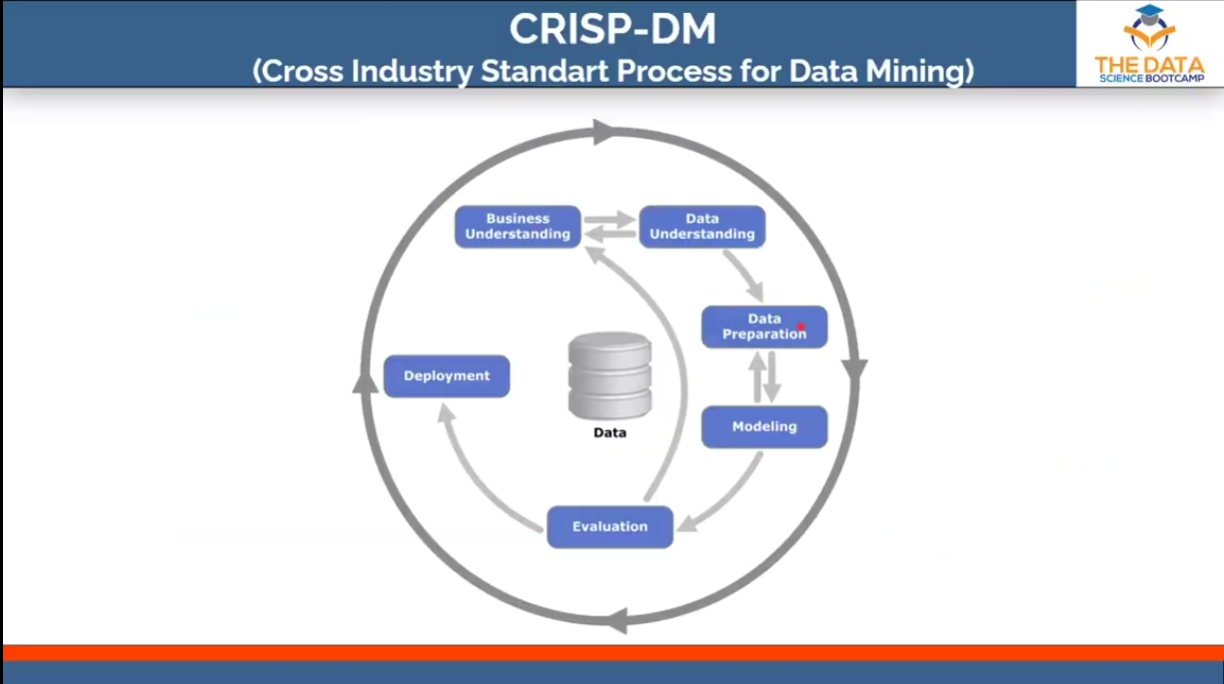 CRISP-DM
(Cross Industry Standart Process for Data Mining)
THE DATA
SCIENCE BOOTCAMP
Business
Understanding
Data
Understanding
Data
Preparation
Deployment
Data
Modeling
Evaluation